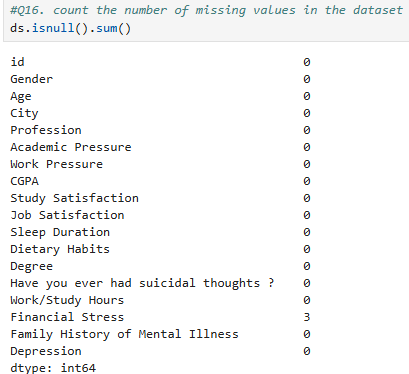 #Q16. count the number of missing values in the dataset
ds.isnull().sum()
id 0
Gender 0
Age 0
City 0
Profession 0
Academic Pressure 0
Work Pressure 0
CGPA 0
Study Satisfaction 0
Job Satisfaction 0
Sleep Duration 0
Dietary Habits 0
Degree 0
Have you ever had suicidal thoughts ? 0
Work/Study Hours 0
Financial Stress 3
Family History of Mental Illness 0
Depression 0
dtype: int64